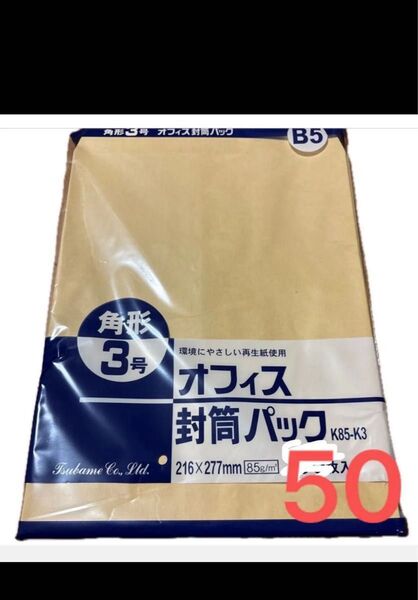 角形3号 オフィス封筒パック
B5
角形
3号
環境にやさしい再生紙使用
オフィス
封筒パック K85-K3
216×277mm 85g/m² 枚入
Tsubame Co., Ltd.
50